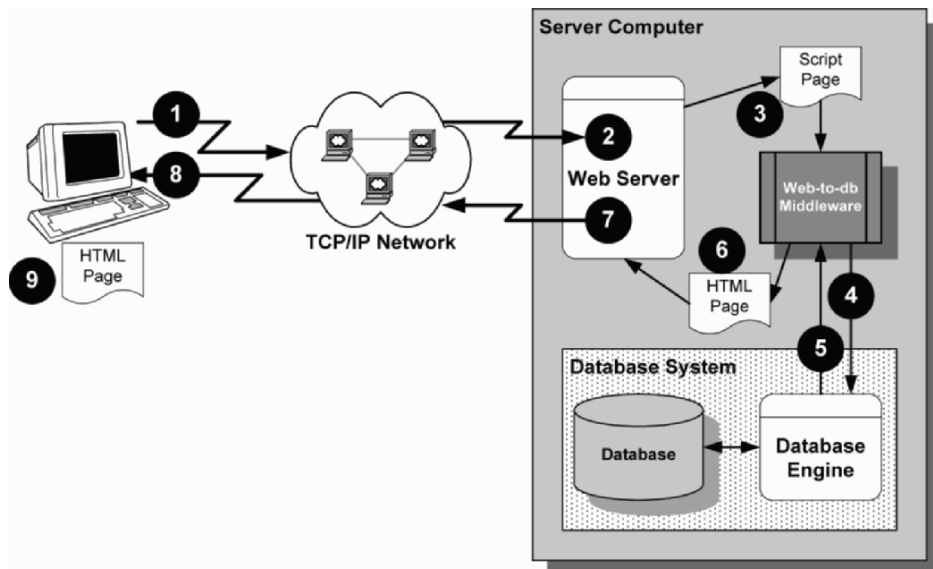 Server Computer
Script
Page
1
3
2
Web Server
8
Web-to-db
Middleware
7
TCP/IP Network
HTML
Page
9
6
HTML
Page
4
5
Database System
Database
Database
Engine